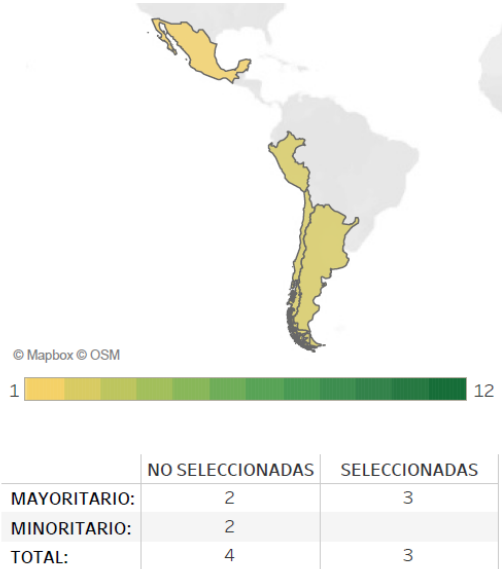 © Mapbox © OSM
1 12
NO SELECCIONADAS SELECCIONADAS
MAYORITARIO: 2 3
MINORITARIO: 2
TOTAL: 4 3